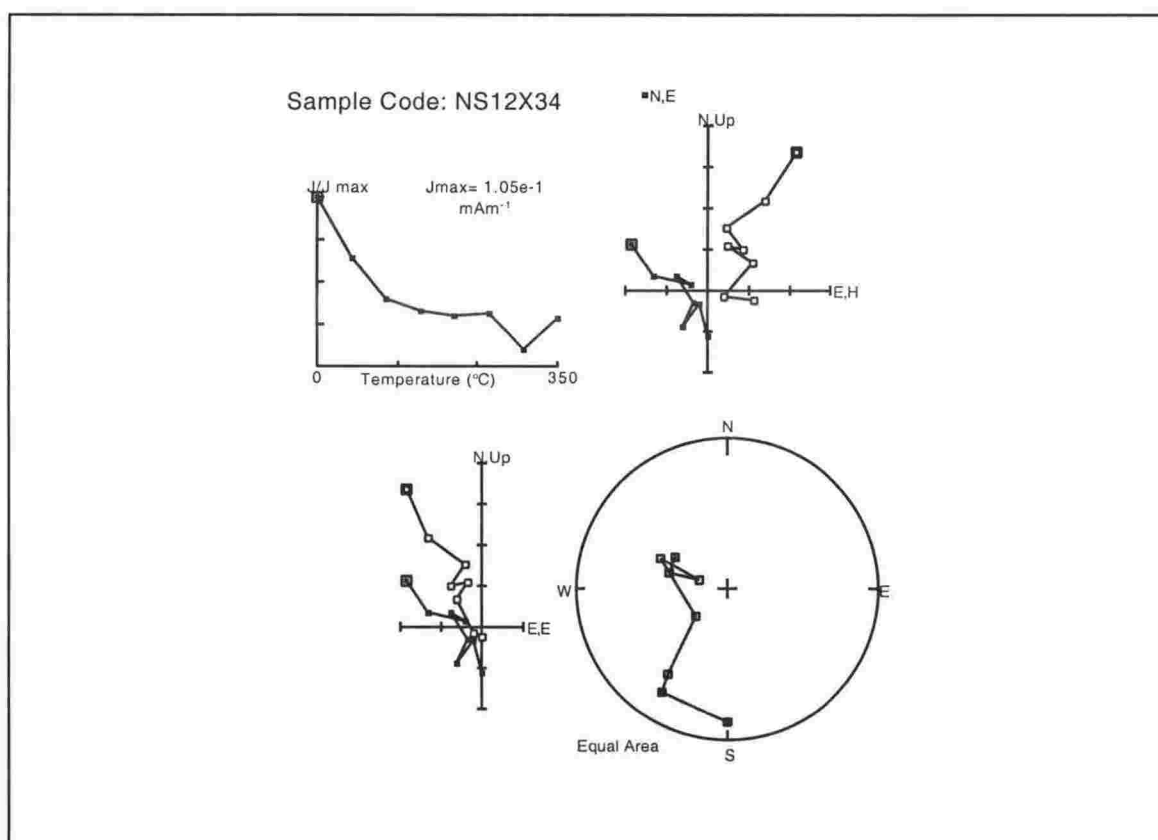 Sample Code: NS12X34
▪N,E
N,Up
J/J max
Jmax= 1.05e-1
mAm⁻¹
E,H
0
Temperature (°C)
350
N,Up
N
E,E
W
E
Equal Area
S